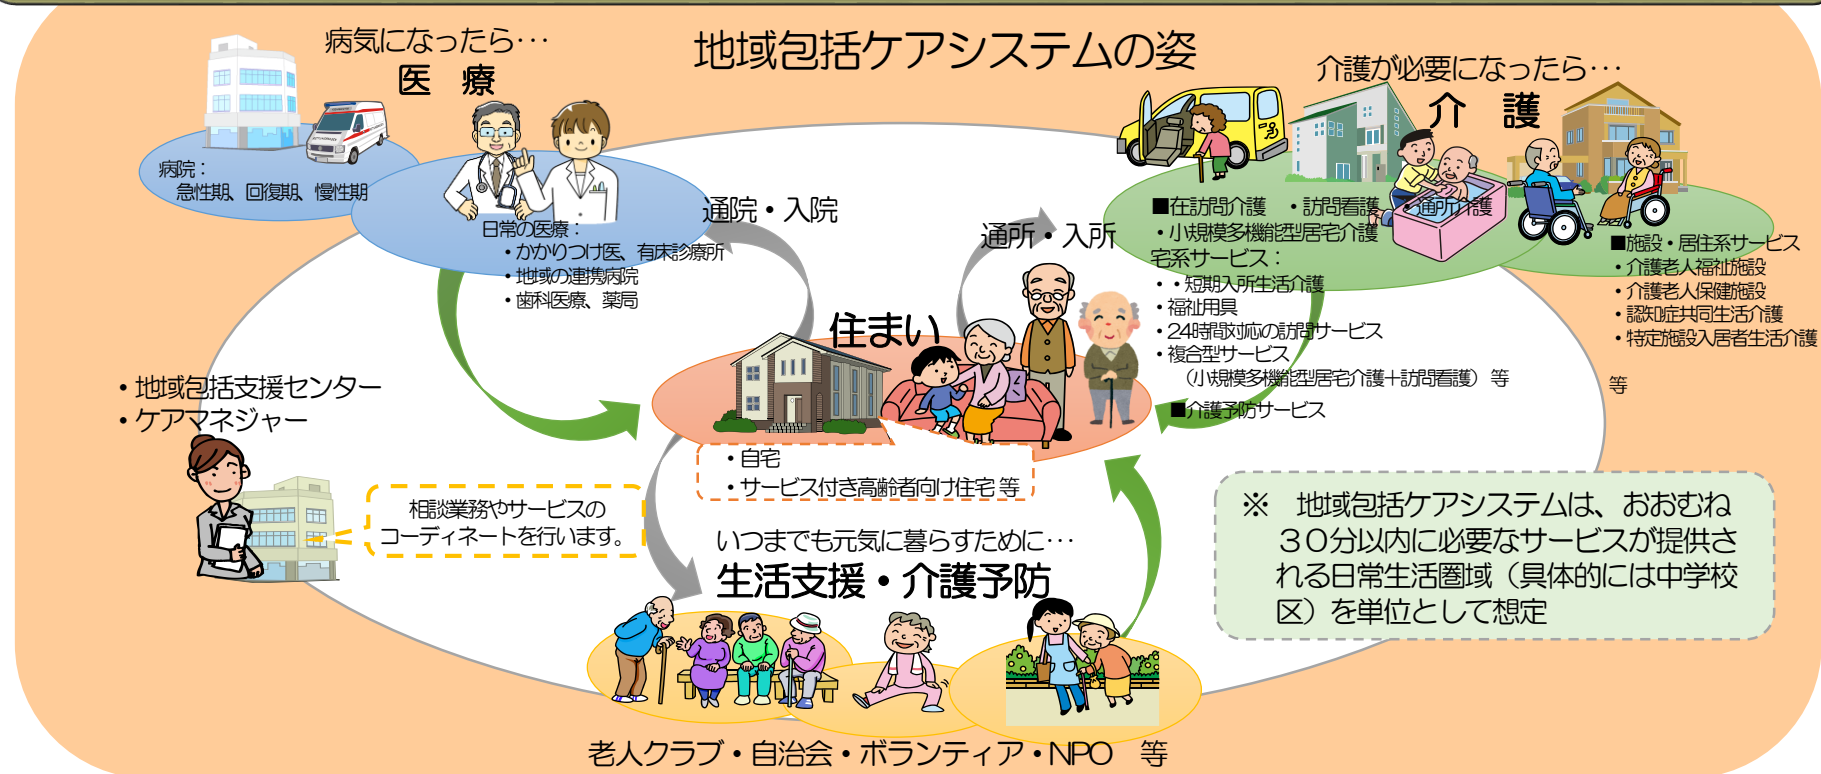 地域包括ケアシステムの姿
病気になったら･･･
医 療
病院：
急性期、回復期、慢性期
日常の医療：
・かかりつけ医、有床診療所
・地域の連携病院
・歯科医療、薬局
通院・入院
通所・入所
介護が必要になったら･･･
介 護
■在訪問介護 ・訪問看護 ・通所介護
・小規模多機能型居宅介護
宅系サービス：
・・短期入所生活介護
・福祉用具
・24時間対応の訪問サービス
・複合型サービス
（小規模多機能型居宅介護＋訪問看護）等
■介護予防サービス
■施設・居住系サービス
・介護老人福祉施設
・介護老人保健施設
・認知症共同生活介護
・特定施設入居者生活介護
等
住まい
・自宅
・サービス付き高齢者向け住宅 等
・地域包括支援センター
・ケアマネジャー
相談業務やサービスの
コーディネートを行います。
いつまでも元気に暮らすために･･･
生活支援・介護予防
老人クラブ・自治会・ボランティア・NPO 等
※ 地域包括ケアシステムは、おおむね
３０分以内に必要なサービスが提供さ
れる日常生活圏域（具体的には中学校
区）を単位として想定